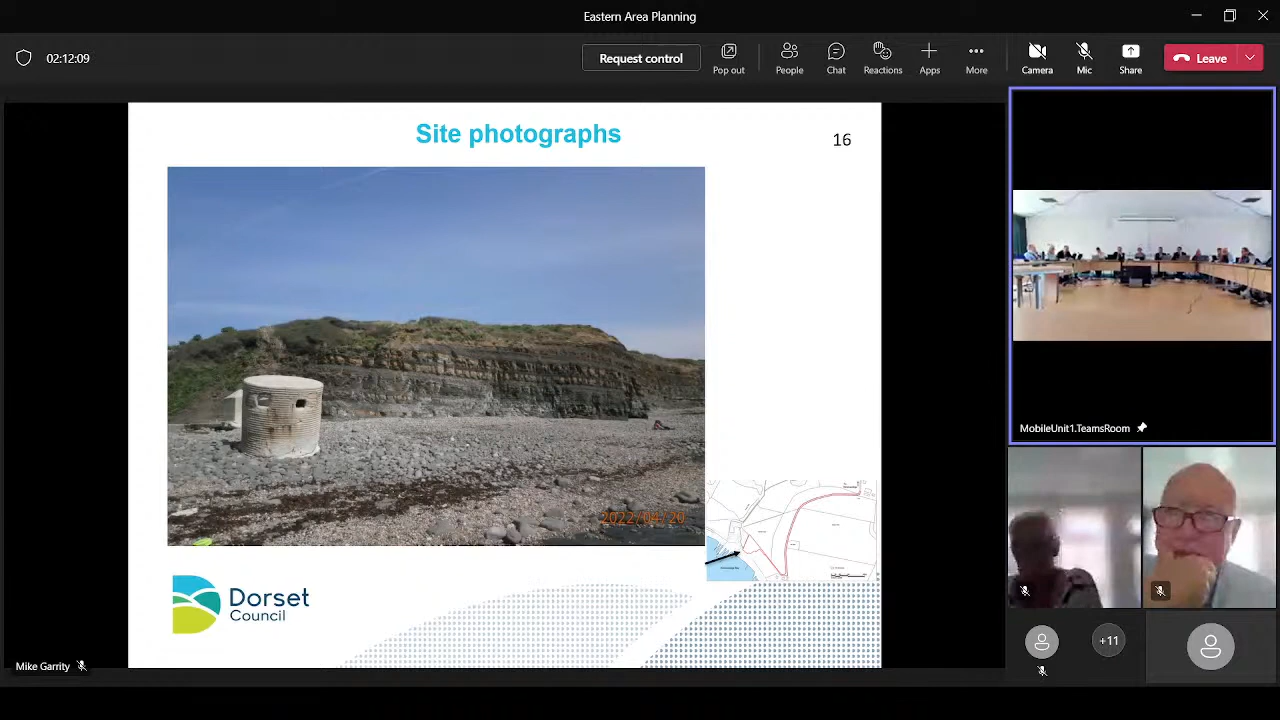 Eastern Area Planning
02:12:09
Request control
Pop out
People
Chat
Reactions
Apps
More
Camera
Mic
Share
Leave
Site photographs
16
2022/04/20
Dorset
Council
Mike Garrity
MobileUnit1.TeamsRoom
+11